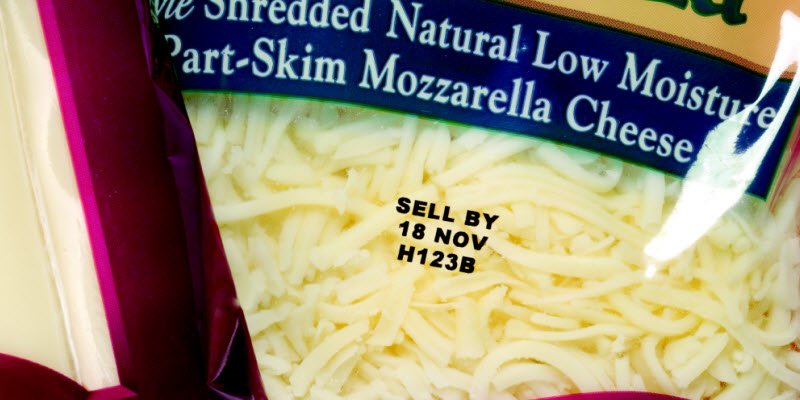 Shredded Natural Low Moisture
Part-Skim Mozzarella Cheese
SELL BY
18 NOV
H123B